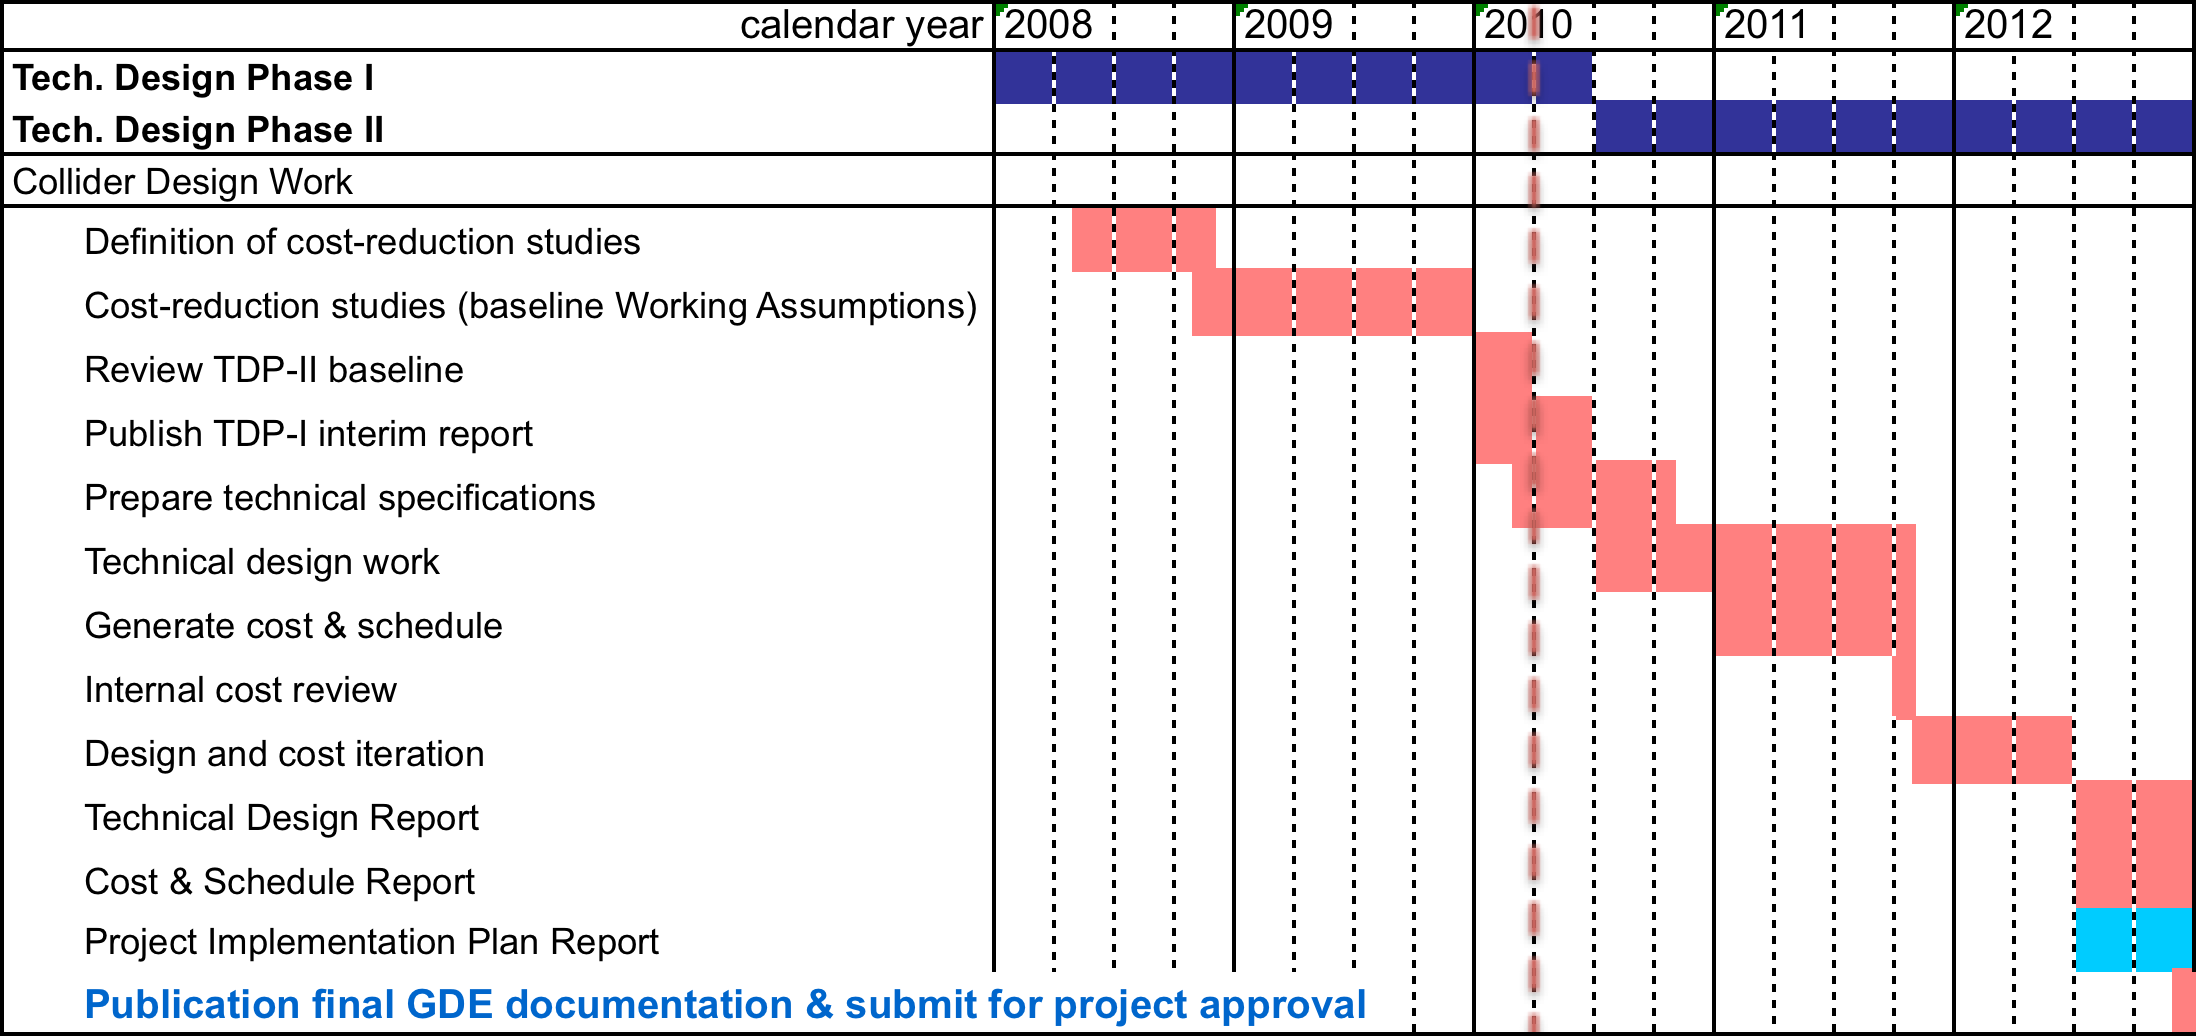 calendar year 2008 2009 2010 2011 2012
Tech. Design Phase I
Tech. Design Phase II
Collider Design Work
Definition of cost-reduction studies
Cost-reduction studies (baseline Working Assumptions)
Review TDP-II baseline
Publish TDP-I interim report
Prepare technical specifications
Technical design work
Generate cost & schedule
Internal cost review
Design and cost iteration
Technical Design Report
Cost & Schedule Report
Project Implementation Plan Report
Publication final GDE documentation & submit for project approval